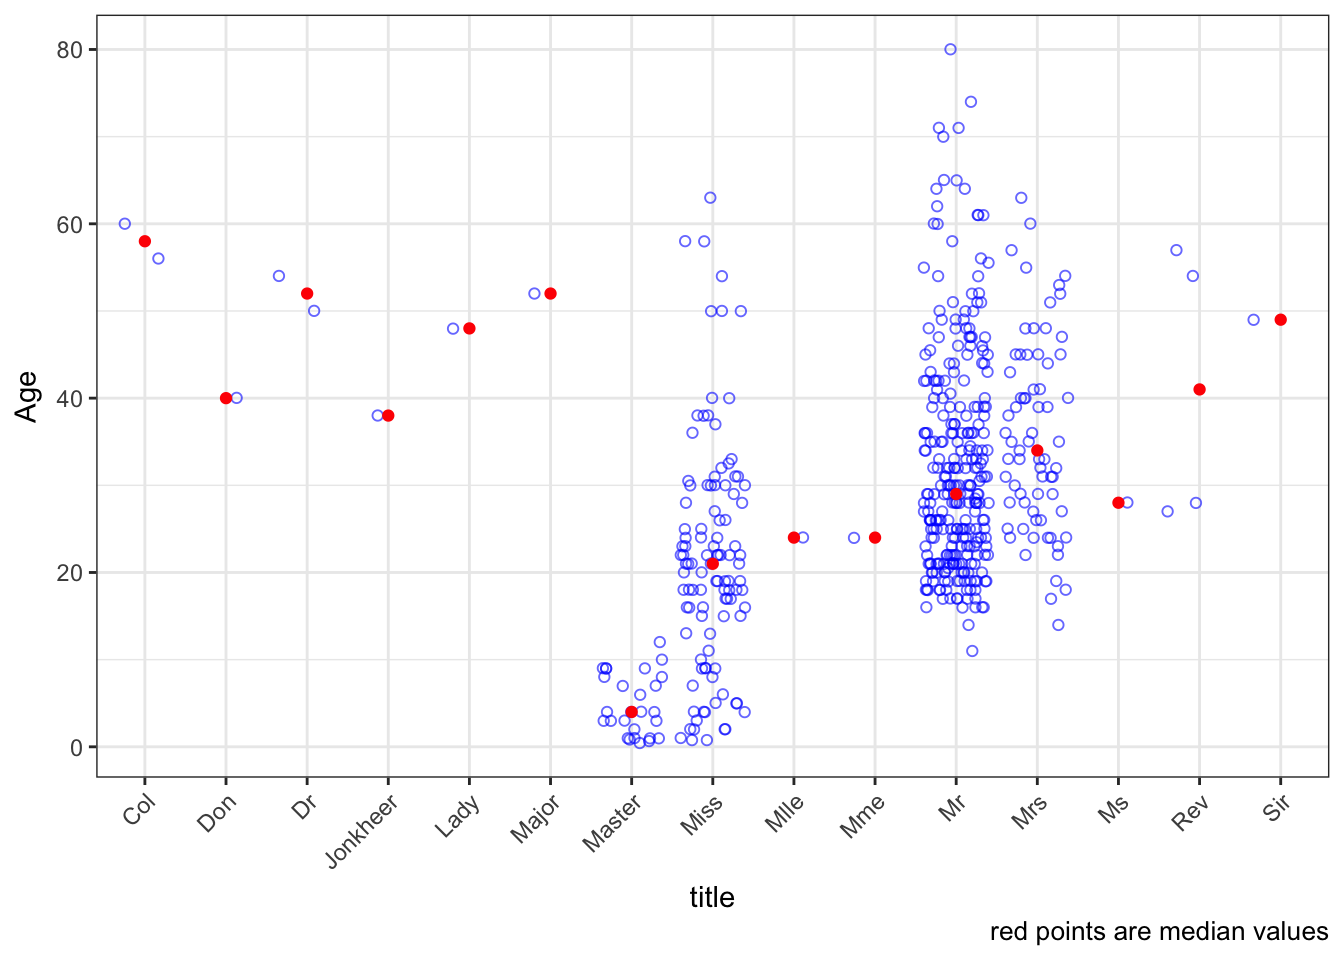 80
60
40
20
0
Age
Col
Don
Dr
Jonkheer
Lady
Major
Master
Miss
Mlle
Mme
Mr
Mrs
Ms
Rev
Sir
title
red points are median values